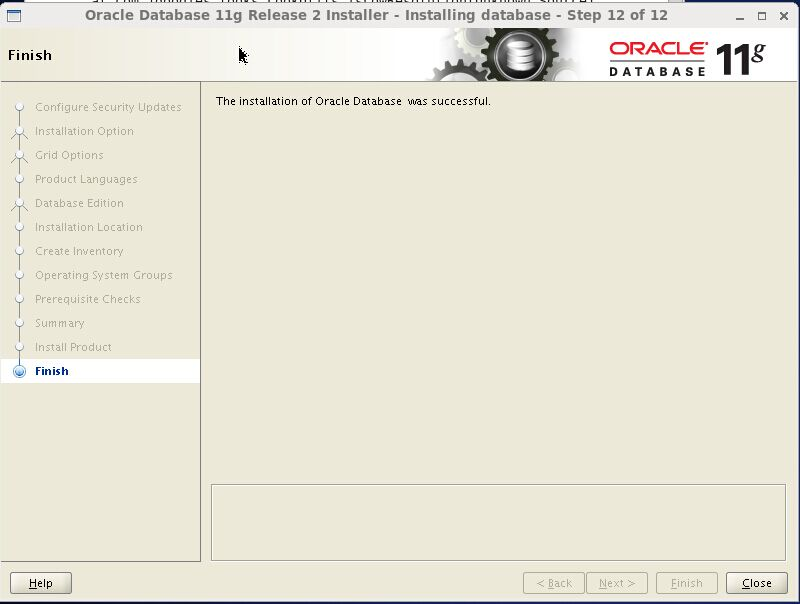 Oracle Database 11g Release 2 Installer - Installing database - Step 12 of 12
Finish
ORACLE
DATABASE
11g
Configure Security Updates
Installation Option
Grid Options
Product Languages
Database Edition
Installation Location
Create Inventory
Operating System Groups
Prerequisite Checks
Summary
Install Product
Finish
The installation of Oracle Database was successful.
Help
< Back
Next >
Finish
Close